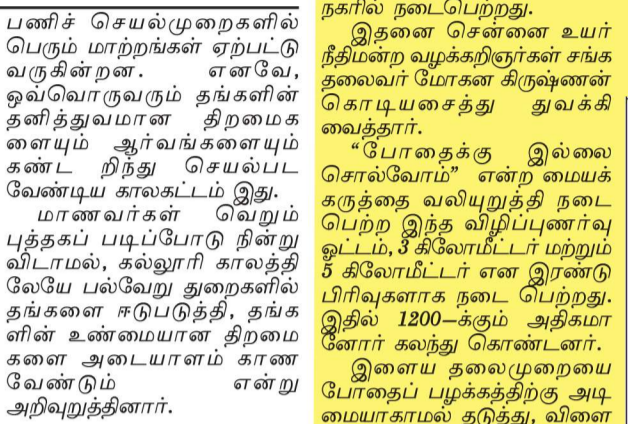 பணிச் செயல்முறைகளில்
பெரும் மாற்றங்கள் ஏற்பட்டு
வருகின்றன. எனவே,
ஒவ்வொருவரும் தங்களின்
தனித்துவமான திறமைக
ளையும் ஆர்வங்களையும்
கண்ட றிந்து செயல்பட
வேண்டிய காலகட்டம் இது.
மாணவர்கள் வெறும்
புத்தகப் படிப்போடு நின்று
விடாமல், கல்லூரி காலத்தி
லேயே பல்வேறு துறைகளில்
தங்களை ஈடுபடுத்தி, தங்க
ளின் உண்மையான திறமை
களை அடையாளம் காண
வேண்டும் என்று
அறிவுறுத்தினார்.
நகரில் நடைபெற்றது.
இதனை சென்னை உயர்
நீதிமன்ற வழக்கறிஞர்கள் சங்க
தலைவர் மோகன கிருஷ்ணன்
கொடியசைத்து துவக்கி
வைத்தார்.
“போதைக்கு இல்லை
சொல்வோம்” என்ற மையக்
கருத்தை வலியுறுத்தி நடை
பெற்ற இந்த விழிப்புணர்வு
ஓட்டம், 3 கிலோமீட்டர் மற்றும்
5 கிலோமீட்டர் என இரண்டு
பிரிவுகளாக நடை பெற்றது.
இதில் 1200–க்கும் அதிகமா
னோர் கலந்து கொண்டனர்.
இளைய தலைமுறையை
போதைப் பழக்கத்திற்கு அடி
மையாகாமல் தடுத்து, விளை